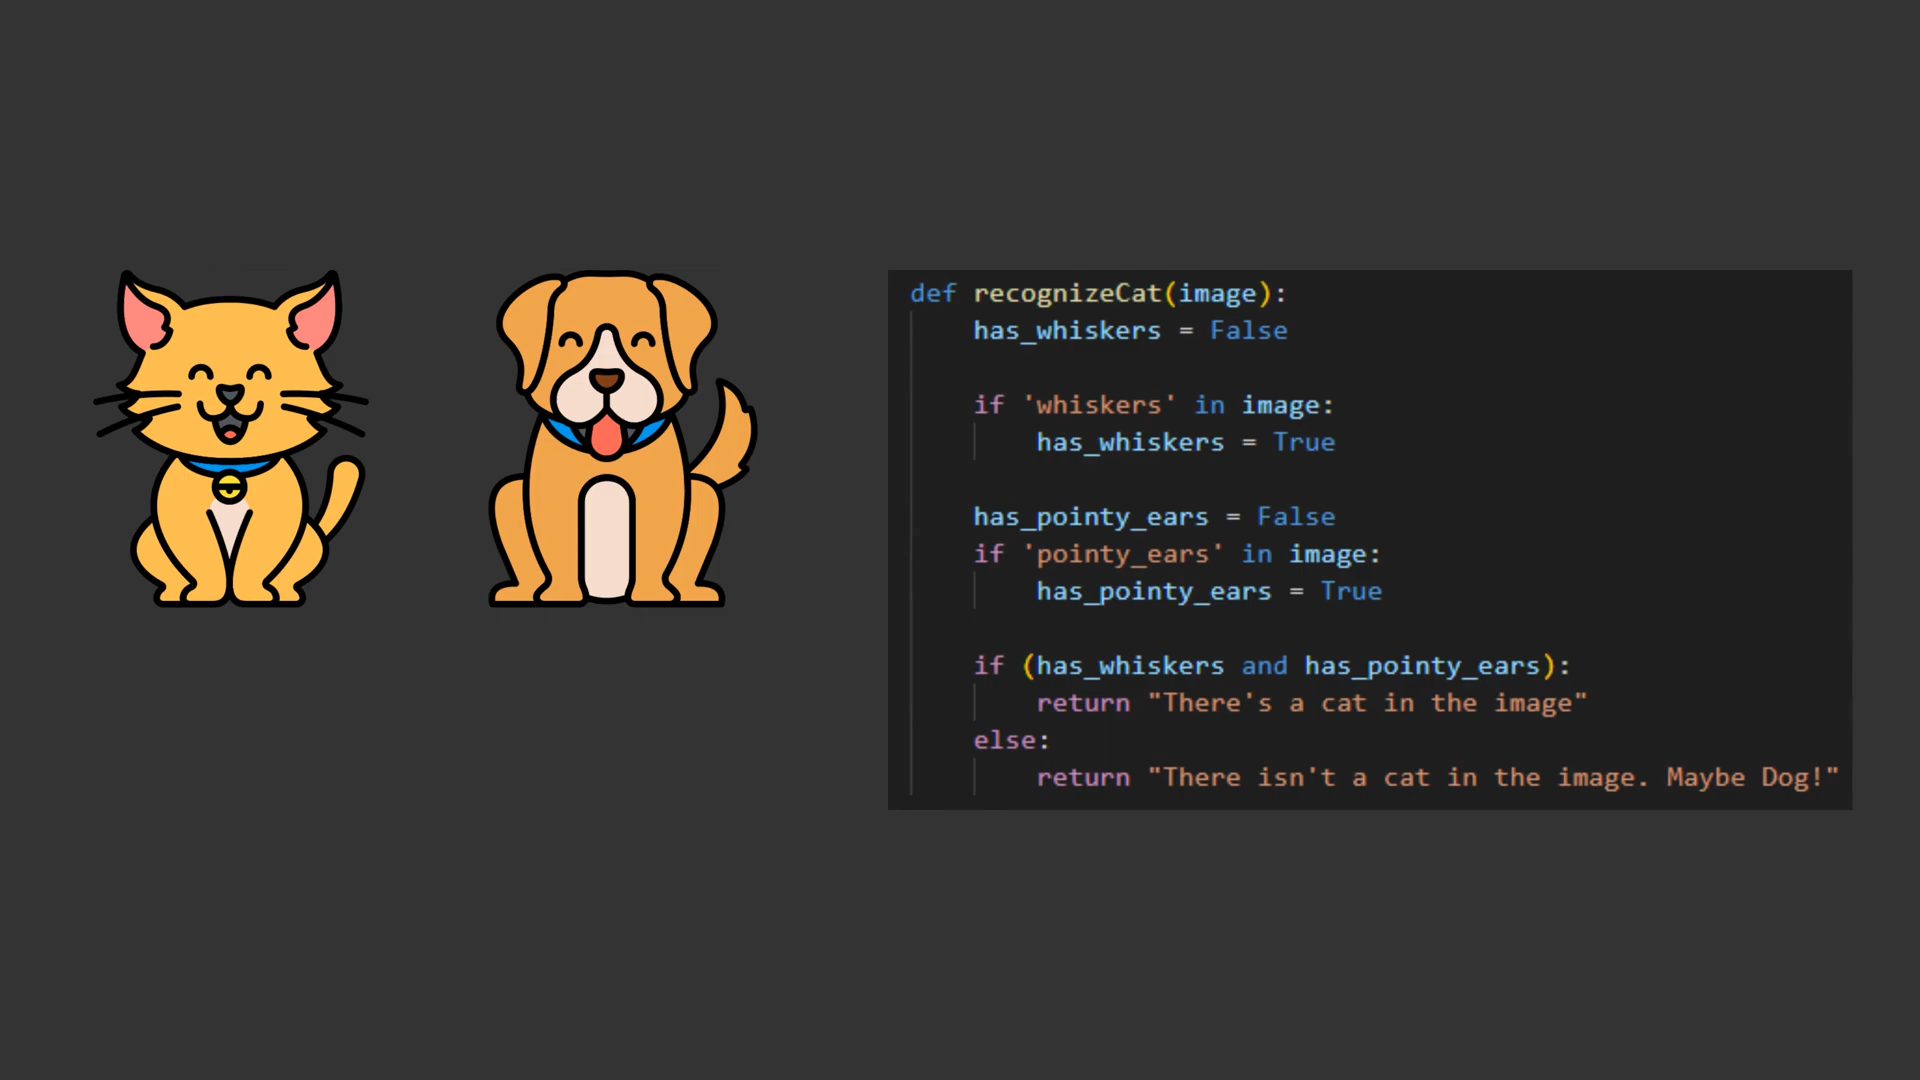 def recognizeCat(image):
    has_whiskers = False

    if 'whiskers' in image:
        has_whiskers = True

    has_pointy_ears = False
    if 'pointy_ears' in image:
        has_pointy_ears = True

    if (has_whiskers and has_pointy_ears):
        return "There's a cat in the image"
    else:
        return "There isn't a cat in the image. Maybe Dog!"